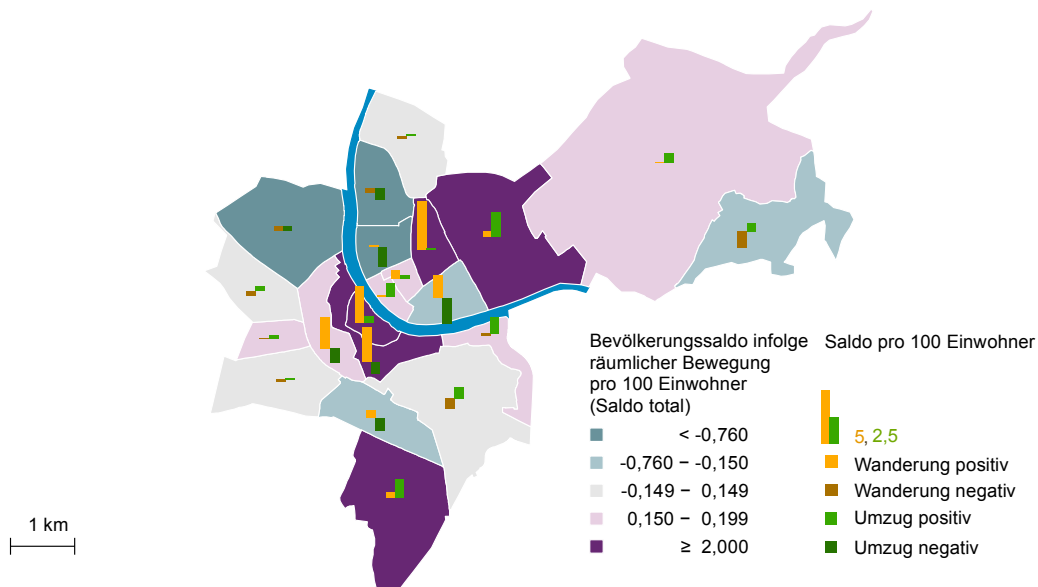 Bevölkerungssaldo infolge
räumlicher Bewegung
pro 100 Einwohner
(Saldo total)
< -0,760
-0,760 – -0,150
-0,149 – 0,149
0,150 – 0,199
≥ 2,000
Saldo pro 100 Einwohner
5, 2,5
Wanderung positiv
Wanderung negativ
Umzug positiv
Umzug negativ
1 km